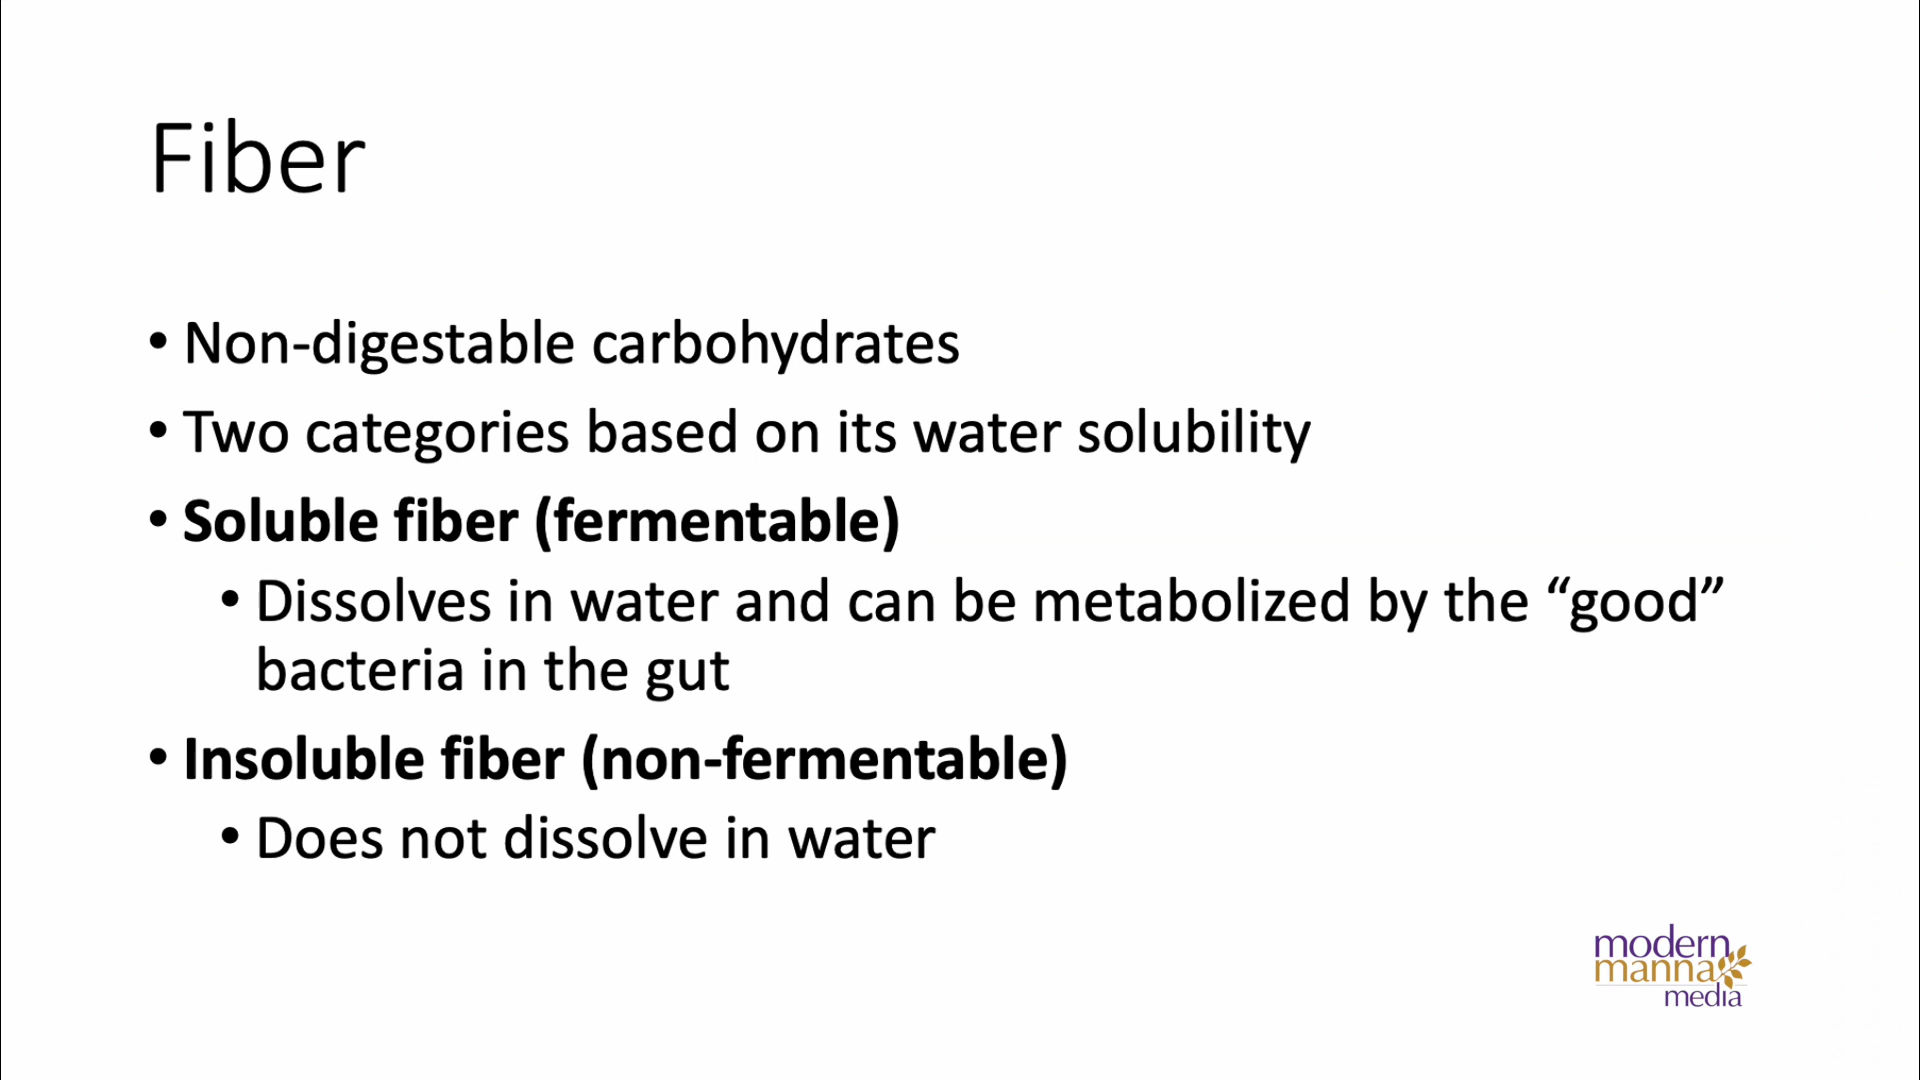 Fiber
• Non-digestable carbohydrates
• Two categories based on its water solubility
• Soluble fiber (fermentable)
• Dissolves in water and can be metabolized by the “good”
bacteria in the gut
• Insoluble fiber (non-fermentable)
• Does not dissolve in water
modern
manna
media